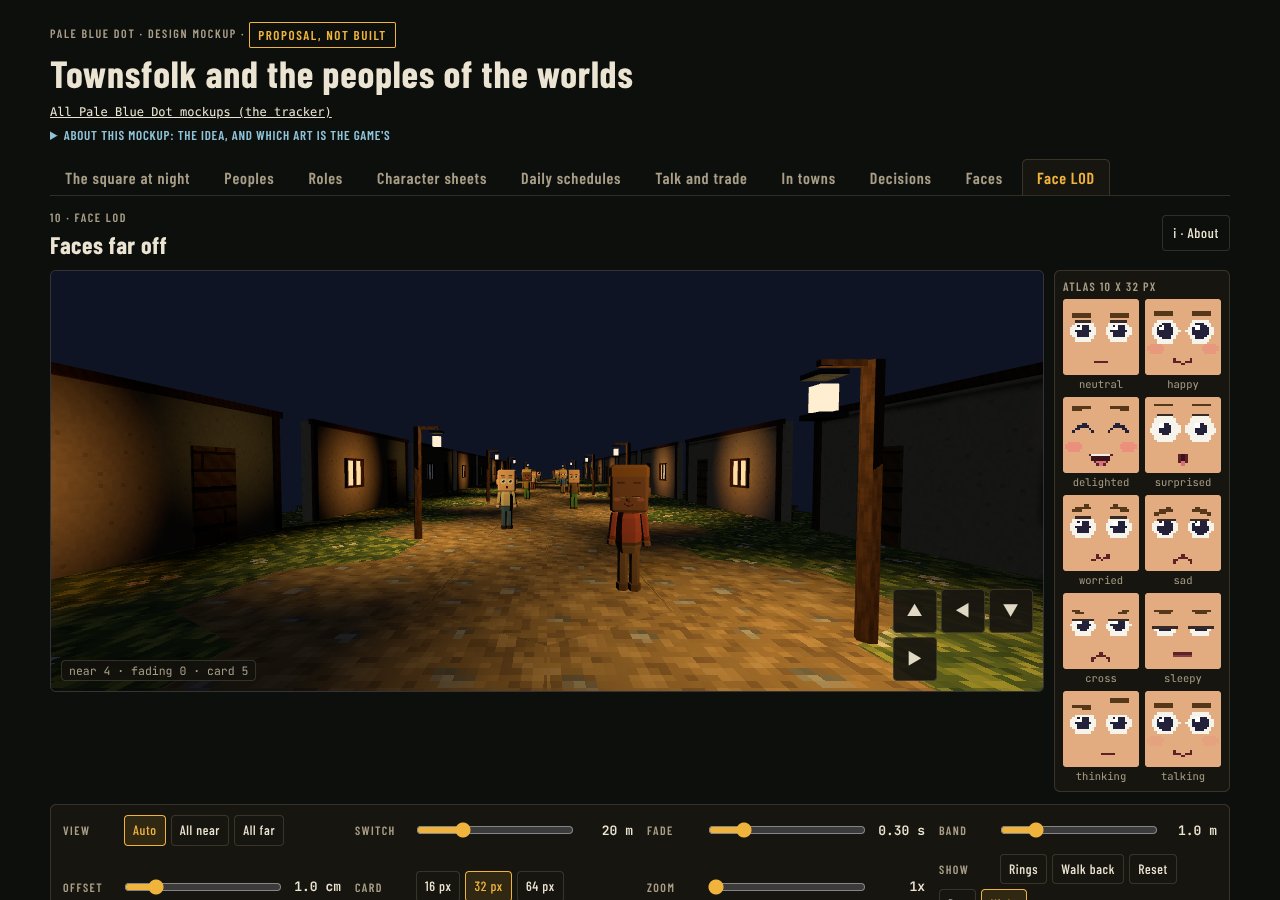 PALE BLUE DOT · DESIGN MOCKUP · PROPOSAL, NOT BUILT
Townsfolk and the peoples of the worlds
All Pale Blue Dot mockups (the tracker)
▶ ABOUT THIS MOCKUP: THE IDEA, AND WHICH ART IS THE GAME'S
The square at night Peoples Roles Character sheets Daily schedules Talk and trade In towns Decisions Faces Face LOD
10 · FACE LOD
Faces far off
i · About
ATLAS 10 X 32 PX
neutral happy
delighted surprised
worried sad
cross sleepy
thinking talking
near 4 · fading 0 · card 5
VIEW Auto All near All far SWITCH 20 m FADE 0.30 s BAND 1.0 m
OFFSET 1.0 cm CARD 16 px 32 px 64 px ZOOM 1x SHOW Rings Walk back Reset